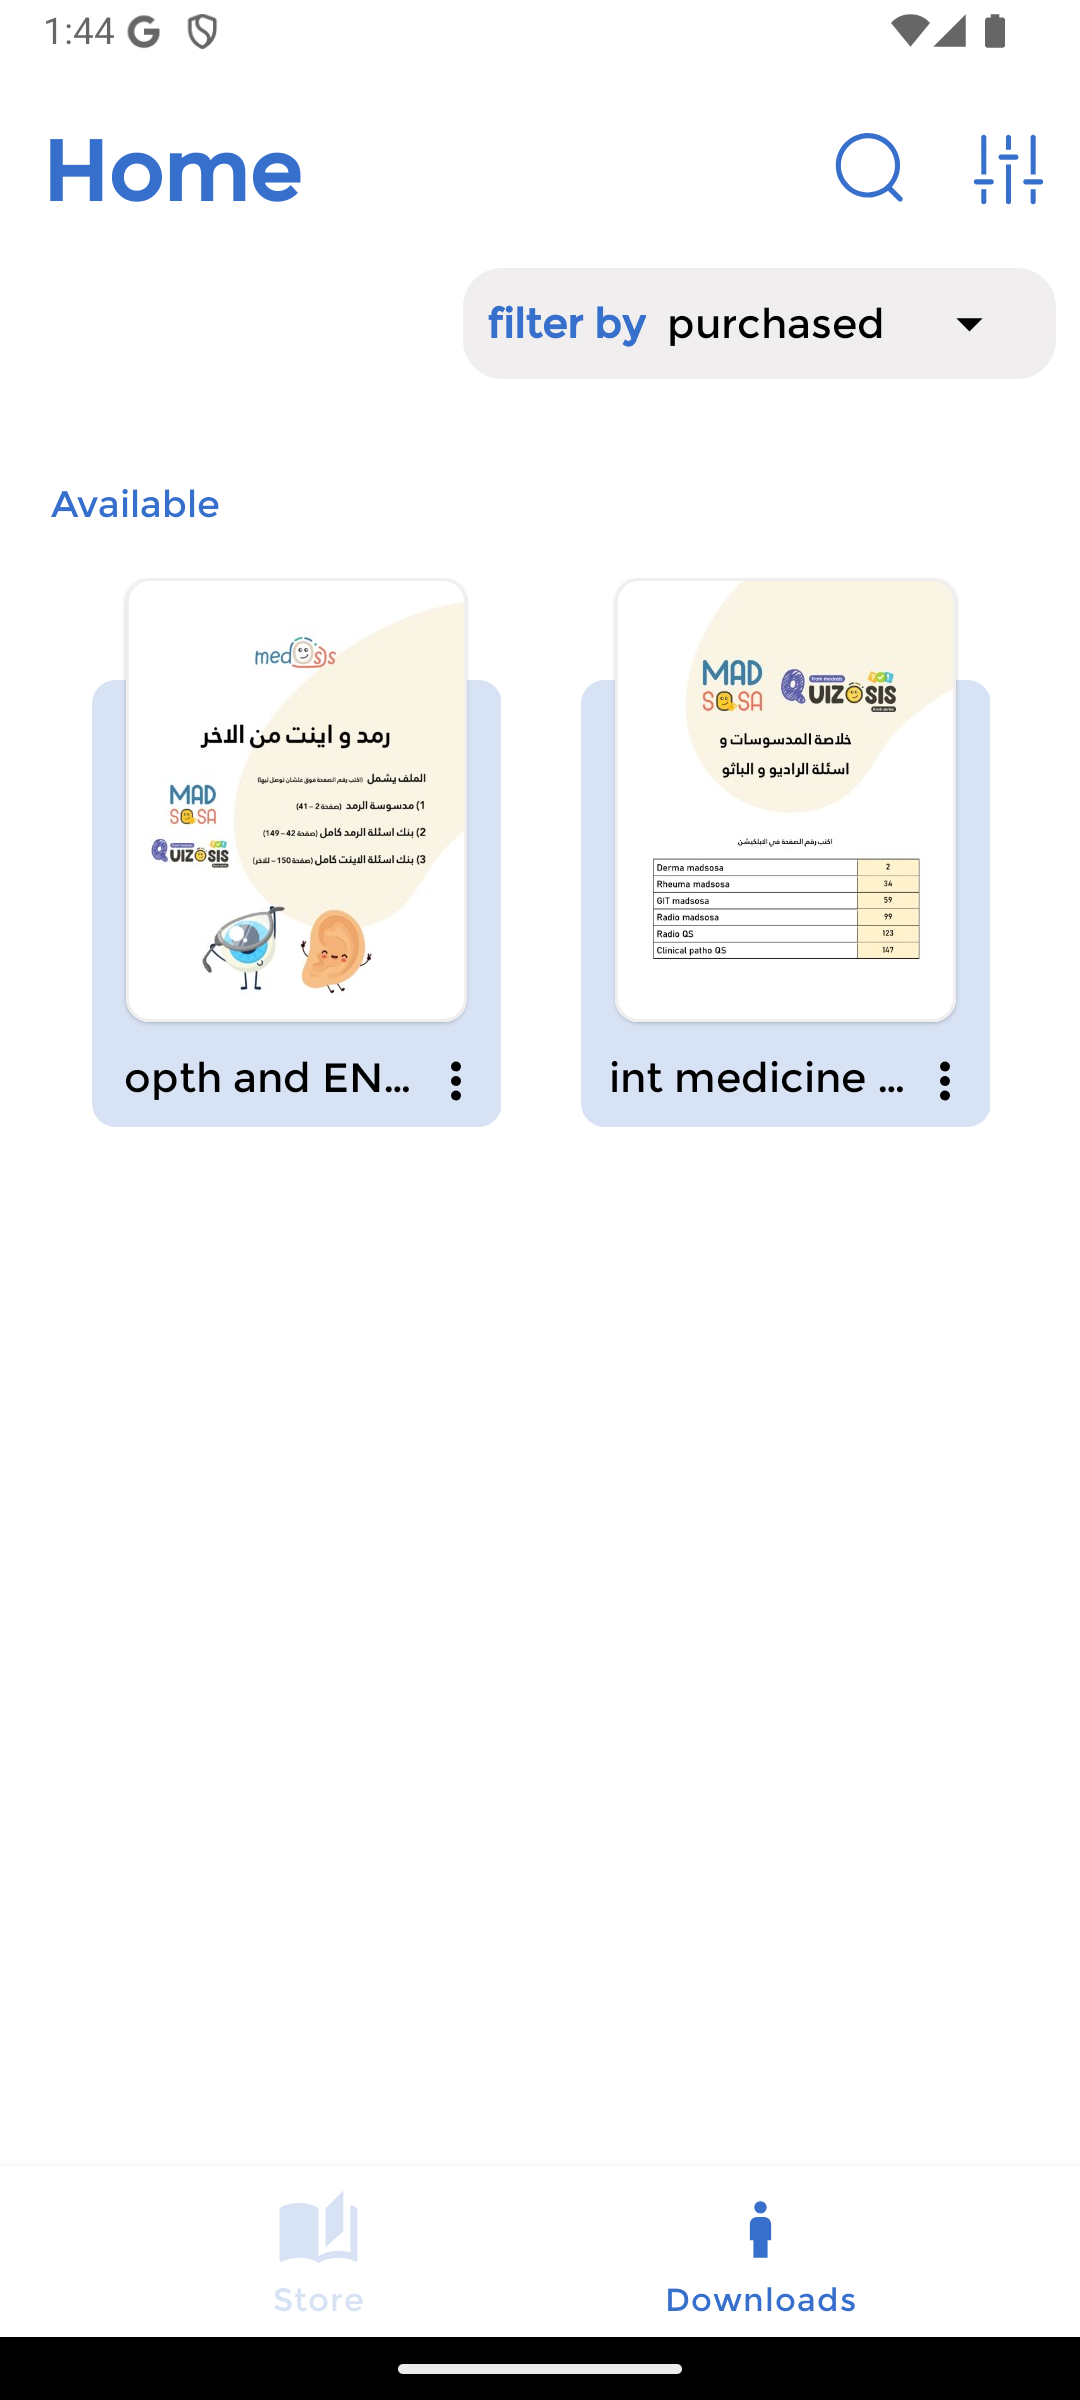 1:44
Home
filter by purchased
Available
medosis
رمد و اينت من الاخر
الملف يشمل (اكتب رقم الصفحة فوق علشان توصل ليها)
1) مدسوسة الرمد (صفحة 2 – 41)
2) بنك اسئلة الرمد كامل (صفحة 42 – 149)
3) بنك اسئلة الاينت كامل (صفحة 150 – للاخر)
MAD
SOSA
QUIZOSIS
opth and EN...
MAD
SOSA
from medosis
QUIZOSIS
خلاصة المدسوسات و
اسئلة الراديو و الباثو
اكتب رقم الصفحة في الابلكيشن
Derma madsosa 2
Rheuma madsosa 34
GIT madsosa 59
Radio madsosa 99
Radio QS 123
Clinical patho QS 147
int medicine ...
Store
Downloads